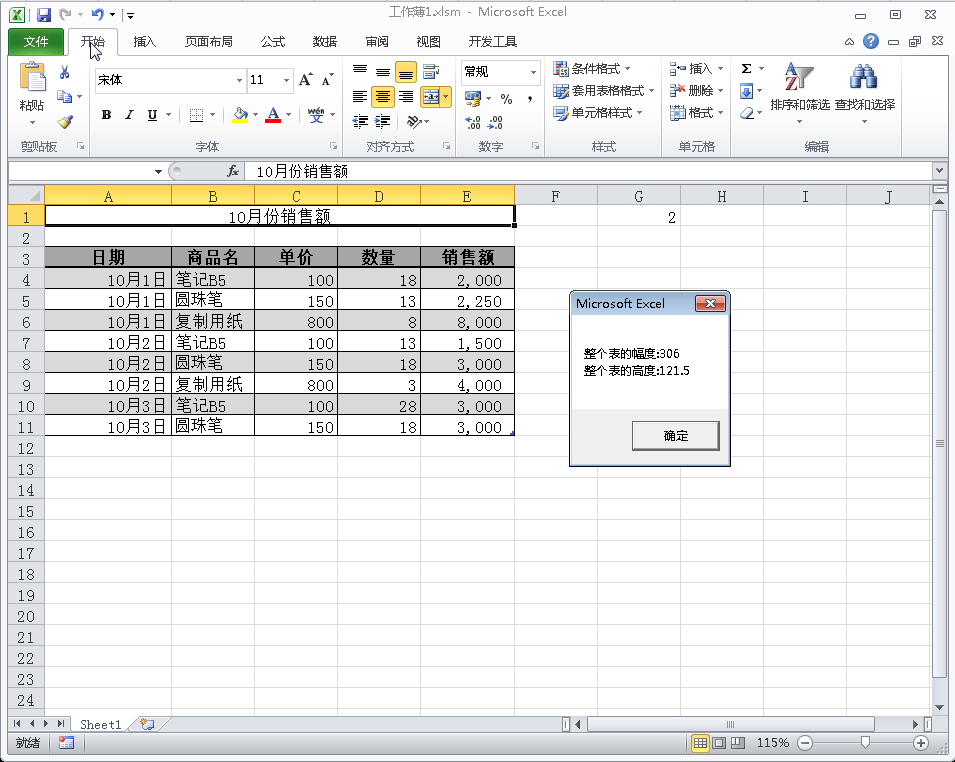 工作薄1.xlsm - Microsoft Excel
文件 开始 插入 页面布局 公式 数据 审阅 视图 开发工具
粘贴
剪贴板
宋体 11
B I U wén 文
字体
对齐方式
常规
% ,
.00 .0
数字
条件格式
套用表格格式
单元格样式
样式
插入
删除
格式
单元格
Σ
排序和筛选 查找和选择
编辑
fx 10月份销售额
A B C D E F G H I J
1 10月份销售额 2
2
3 日期 商品名 单价 数量 销售额
4 10月1日 笔记B5 100 18 2,000
5 10月1日 圆珠笔 150 13 2,250
6 10月1日 复制用纸 800 8 8,000
7 10月2日 笔记B5 100 13 1,500
8 10月2日 圆珠笔 150 18 3,000
9 10月2日 复制用纸 800 3 4,000
10 10月3日 笔记B5 100 28 3,000
11 10月3日 圆珠笔 150 18 3,000
12
13
14
15
16
17
18
19
20
21
22
23
24
Microsoft Excel
整个表的幅度:306
整个表的高度:121.5
确定
Sheet1
就绪 115%